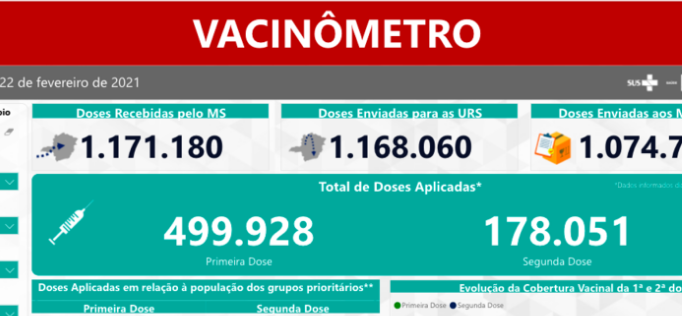 VACINÔMETRO
22 de fevereiro de 2021
SUS
Doses Recebidas pelo MS
Doses Enviadas para as URS
Doses Enviadas aos
1.171.180
1.168.060
1.074.7
Total de Doses Aplicadas*
*Dados informados
499.928
178.051
Primeira Dose
Segunda Dose
Doses Aplicadas em relação à população dos grupos prioritários**
Evolução da Cobertura Vacinal da 1ª e 2ª do
Primeira Dose
Segunda Dose
Primeira Dose
Segunda Dose